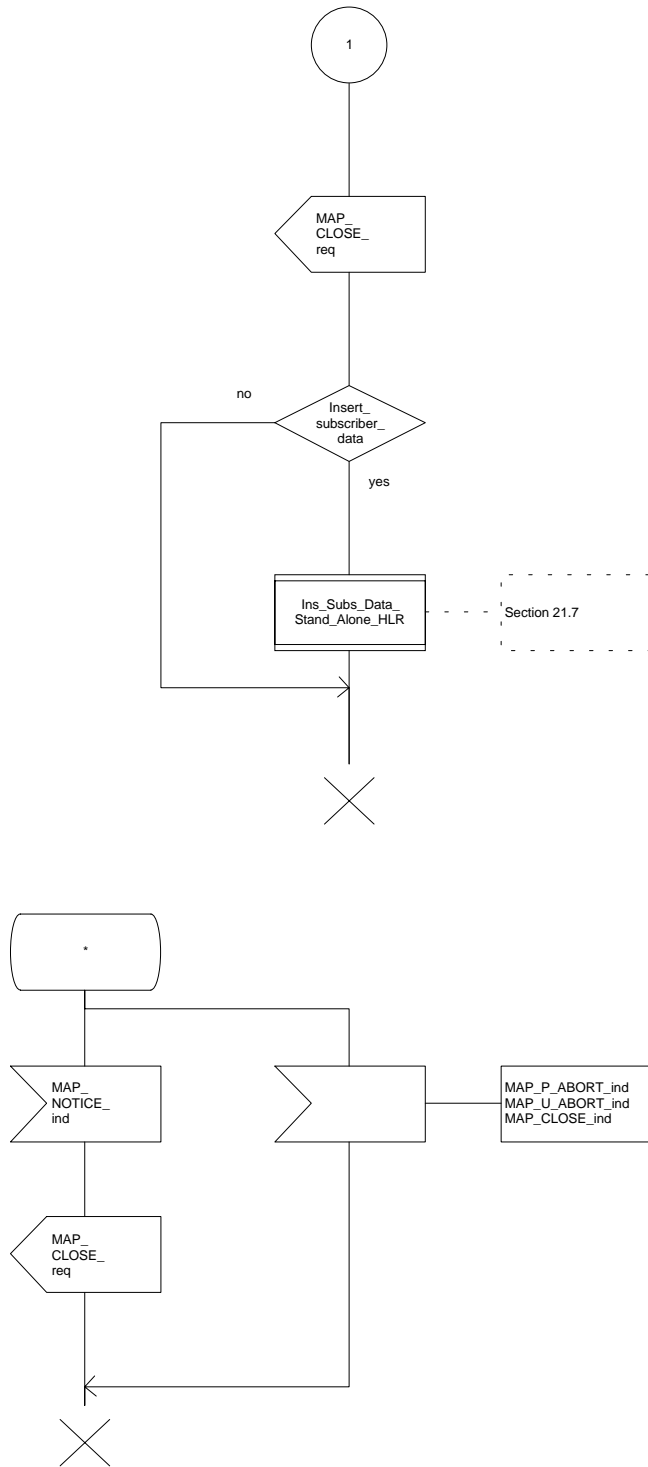 1
MAP_
CLOSE_
req
no
Insert_
subscriber_
data
yes
Ins_Subs_Data_
Stand_Alone_HLR
Section 21.7
*
MAP_
NOTICE_
ind
MAP_P_ABORT_ind
MAP_U_ABORT_ind
MAP_CLOSE_ind
MAP_
CLOSE_
req